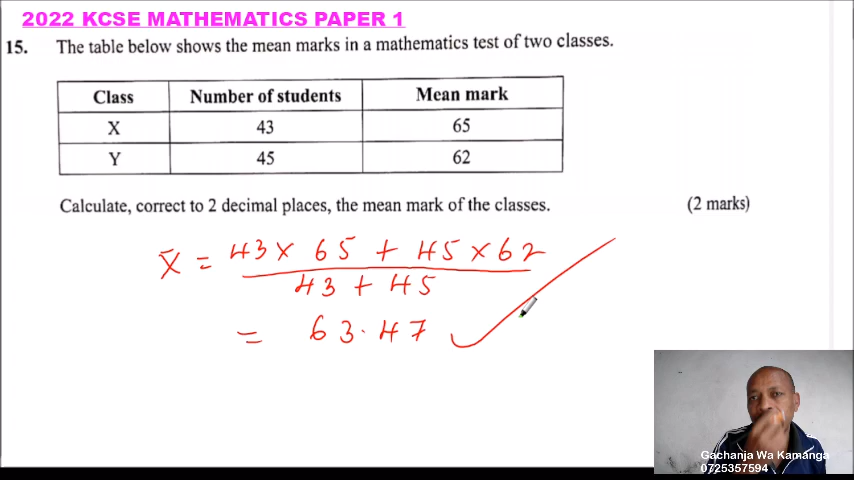 2022 KCSE MATHEMATICS PAPER 1
15. The table below shows the mean marks in a mathematics test of two classes.
Class Number of students Mean mark
X 43 65
Y 45 62
Calculate, correct to 2 decimal places, the mean mark of the classes. (2 marks)
x̄ = 43 × 65 + 45 × 62
43 + 45
= 63.47 ✓
Gachanja Wa Kamanga
0725357594